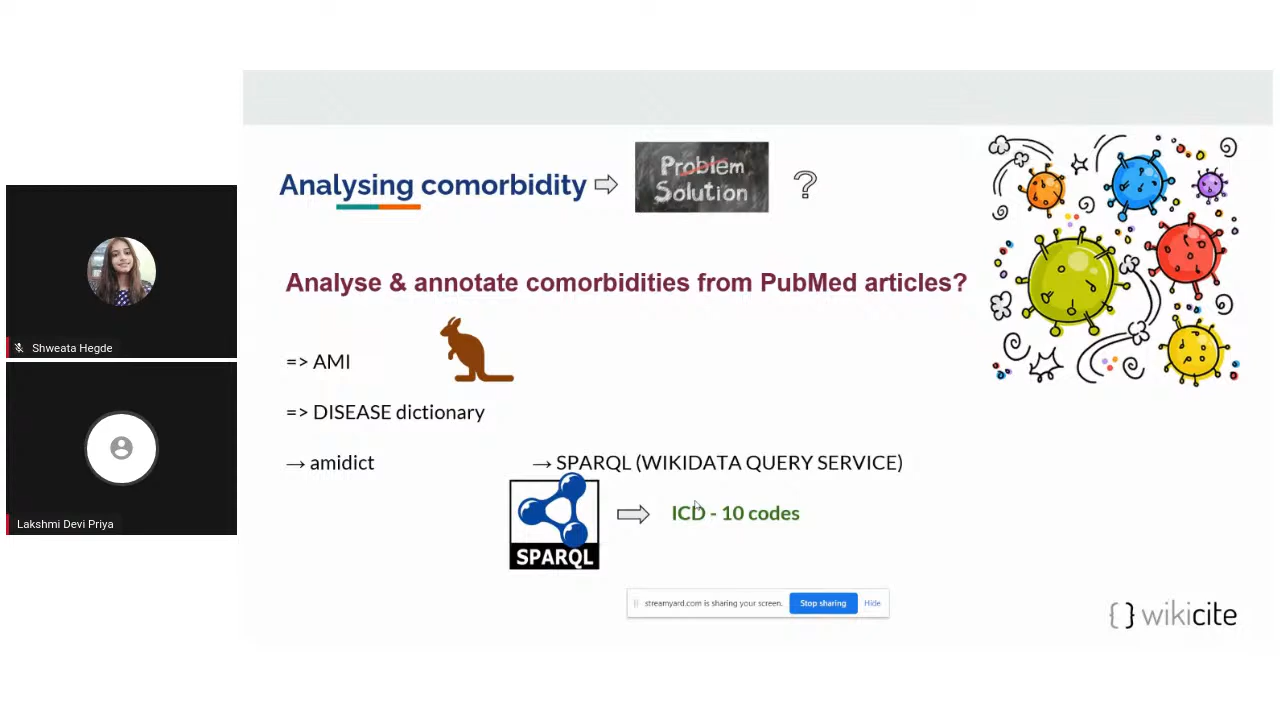 Analysing comorbidity
Problem
Solution
?
Analyse & annotate comorbidities from PubMed articles?
=> AMI
=> DISEASE dictionary
→ amidict
→ SPARQL (WIKIDATA QUERY SERVICE)
SPARQL
ICD - 10 codes
streamyard.com is sharing your screen.
Stop sharing
Hide
{ } wikicite
Shweata Hegde
Lakshmi Devi Priya